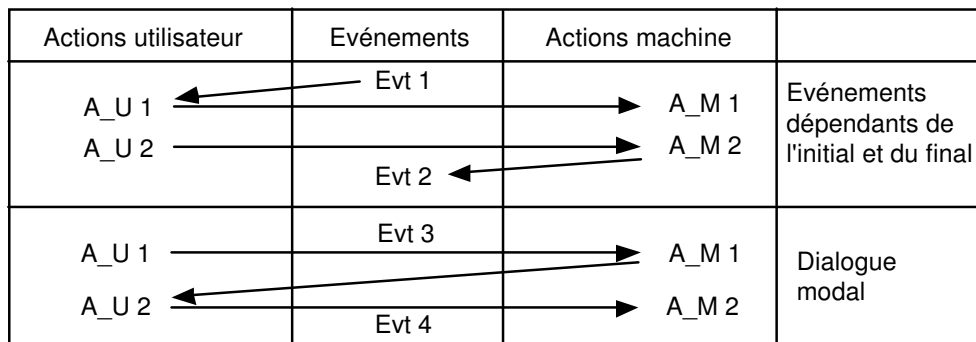 Actions utilisateur Evénements Actions machine
Evt 1
A_U 1 A_M 1
A_U 2 A_M 2
Evt 2
Evénements
dépendants de
l'initial et du final
Evt 3
A_U 1 A_M 1
A_U 2 A_M 2
Evt 4
Dialogue
modal